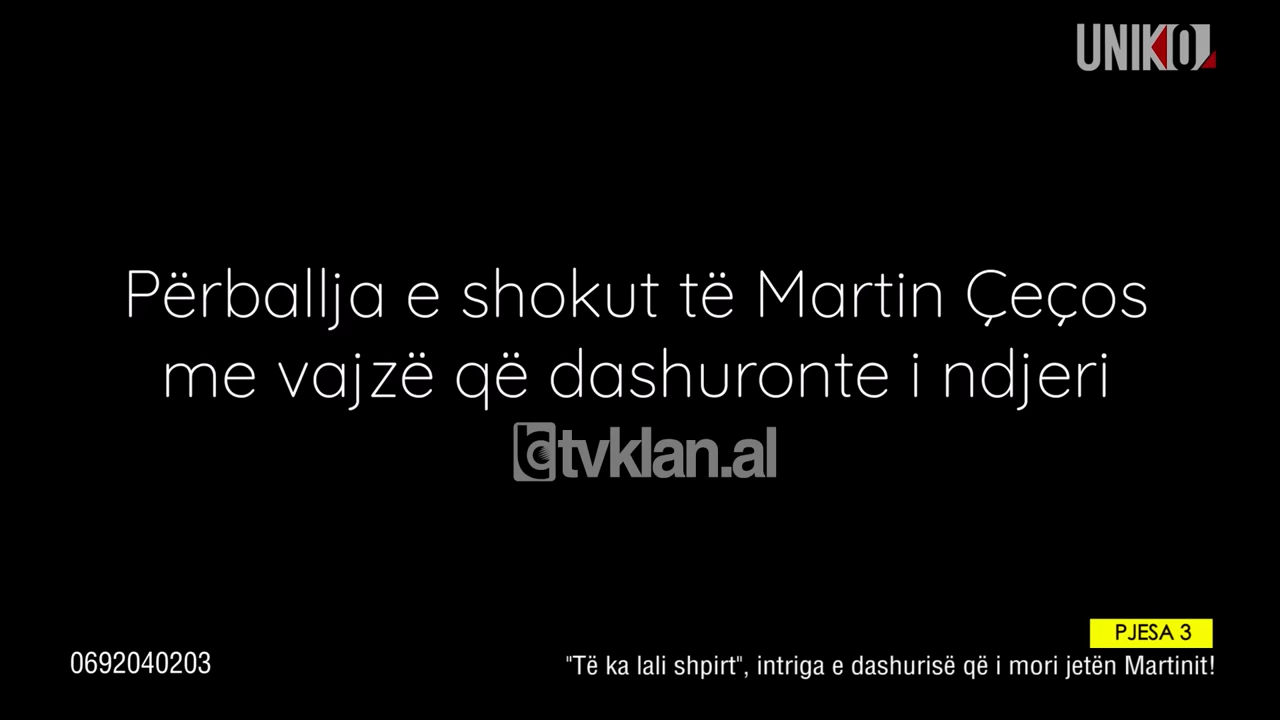 UNIKO
Përballja e shokut të Martin Çeços
me vajzë që dashuronte i ndjeri
tvklan.al
PJESA 3
0692040203
"Të ka lali shpirt", intriga e dashurisë që i mori jetën Martinit!